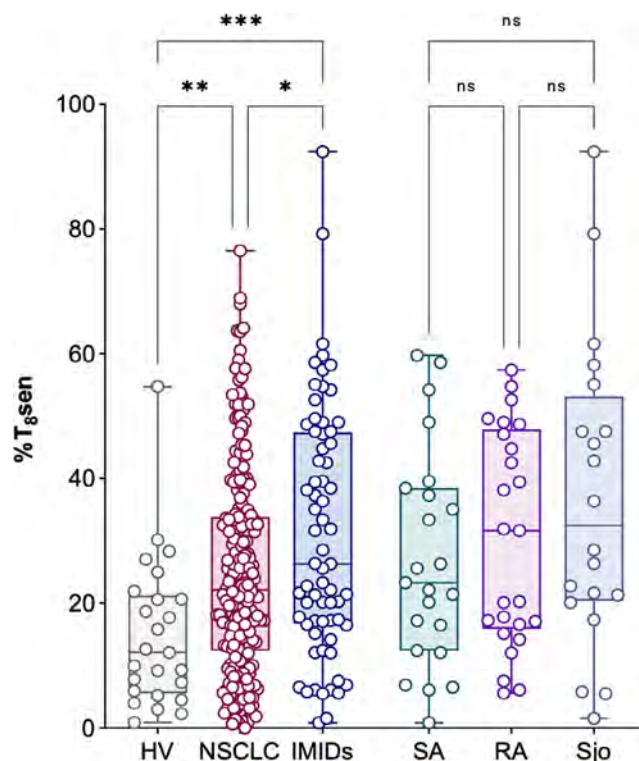 *** ns
** * ns ns
100
80
60
40
20
0
%T₈sen
HV NSCLC IMIDs SA RA Sjo